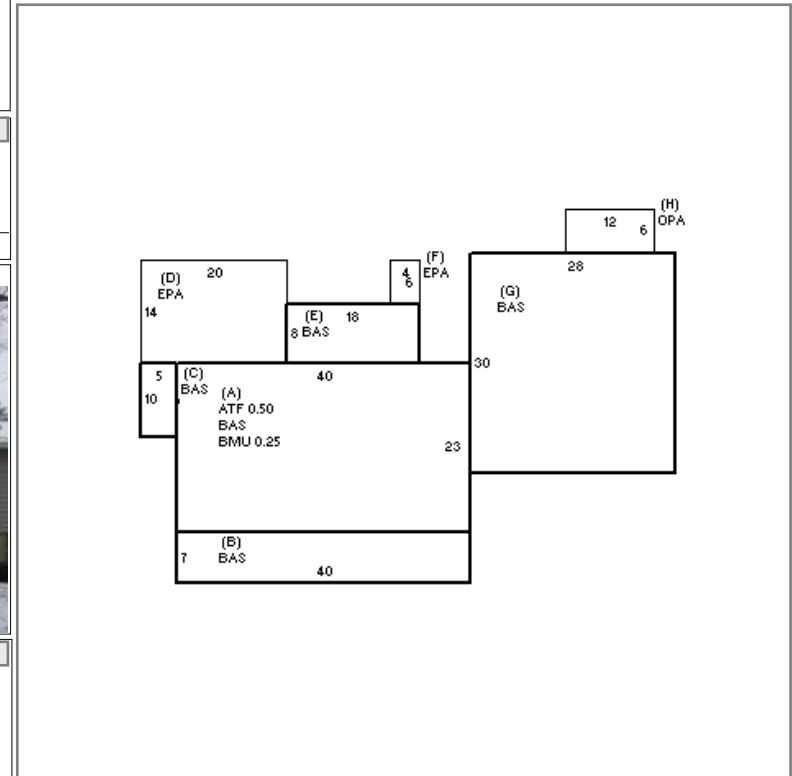 (H)
12
OPA
6
(F)
(D)
20
4
EPA
28
EPA
6
(G)
14
BAS
(E)
18
8
BAS
30
5
(C)
40
BAS
(A)
10
ATF 0.50
BAS
BMU 0.25
23
(B)
7
BAS
40